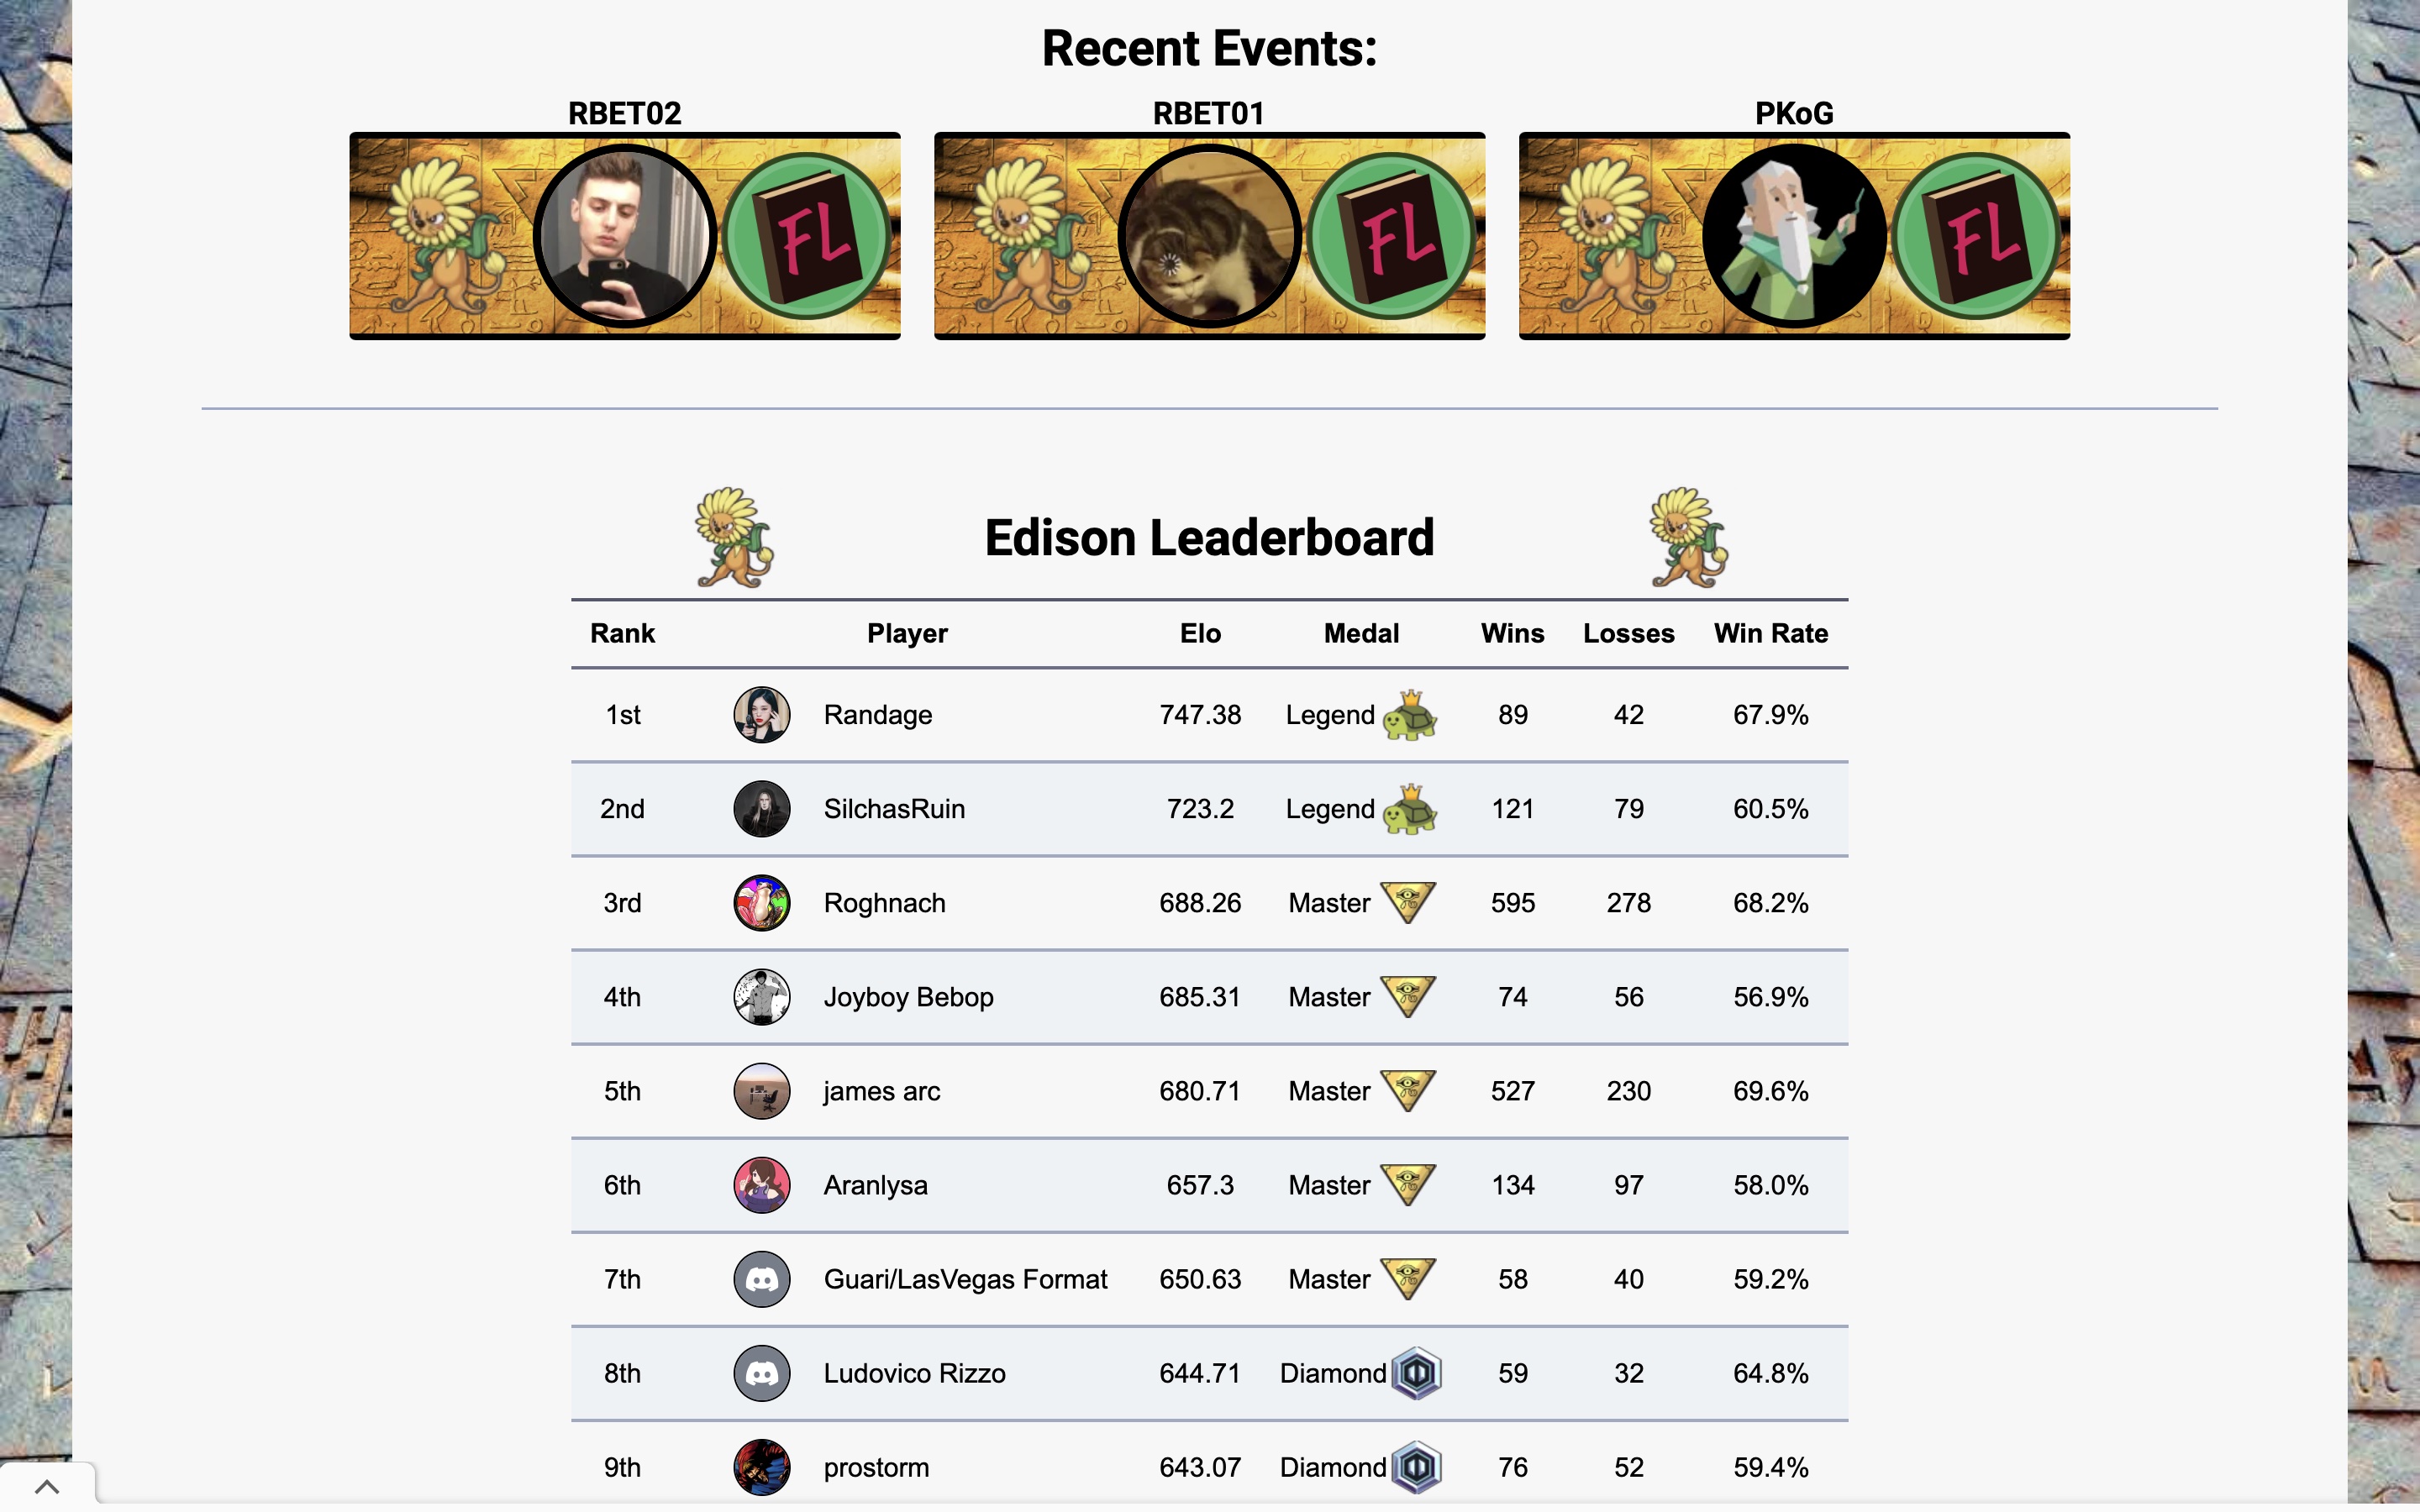 Recent Events:
RBET02 RBET01 PKoG
FL FL FL
Edison Leaderboard
Rank Player Elo Medal Wins Losses Win Rate
1st Randage 747.38 Legend 89 42 67.9%
2nd SilchasRuin 723.2 Legend 121 79 60.5%
3rd Roghnach 688.26 Master 595 278 68.2%
4th Joyboy Bebop 685.31 Master 74 56 56.9%
5th james arc 680.71 Master 527 230 69.6%
6th Aranlysa 657.3 Master 134 97 58.0%
7th Guari/LasVegas Format 650.63 Master 58 40 59.2%
8th Ludovico Rizzo 644.71 Diamond 59 32 64.8%
9th prostorm 643.07 Diamond 76 52 59.4%